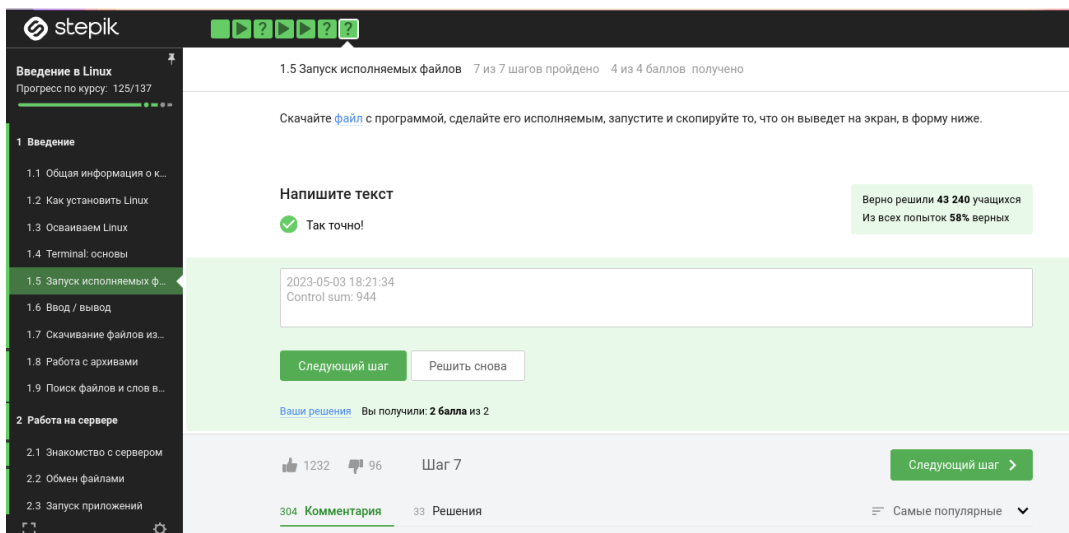 stepik
? ? ?
Введение в Linux
Прогресс по курсу: 125/137
1 Введение
1.1 Общая информация о к...
1.2 Как установить Linux
1.3 Осваиваем Linux
1.4 Terminal: основы
1.5 Запуск исполняемых ф...
1.6 Ввод / вывод
1.7 Скачивание файлов из...
1.8 Работа с архивами
1.9 Поиск файлов и слов в...
2 Работа на сервере
2.1 Знакомство с сервером
2.2 Обмен файлами
2.3 Запуск приложений
1.5 Запуск исполняемых файлов 7 из 7 шагов пройдено 4 из 4 баллов получено
Скачайте файл с программой, сделайте его исполняемым, запустите и скопируйте то, что он выведет на экран, в форму ниже.
Напишите текст
Так точно!
Верно решили 43 240 учащихся
Из всех попыток 58% верных
2023-05-03 18:21:34
Control sum: 944
Следующий шаг Решить снова
Ваши решения Вы получили: 2 балла из 2
1232 96 Шаг 7 Следующий шаг
304 Комментария 33 Решения Самые популярные